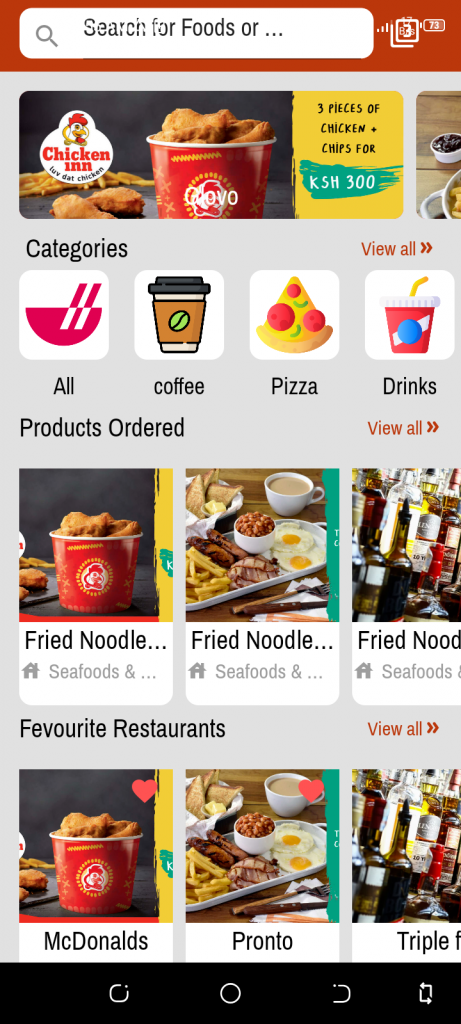 Search for Foods or …
73
Chicken
inn
luv dat chicken
3 PIECES OF
CHICKEN +
CHIPS FOR
KSH 300
Novo
Categories
View all »
All
coffee
Pizza
Drinks
Products Ordered
View all »
Fried Noodle...
Fried Noodle...
Fried Nood
Seafoods & ...
Seafoods & ...
Seafoods &
Fevourite Restaurants
View all »
McDonalds
Pronto
Triple f